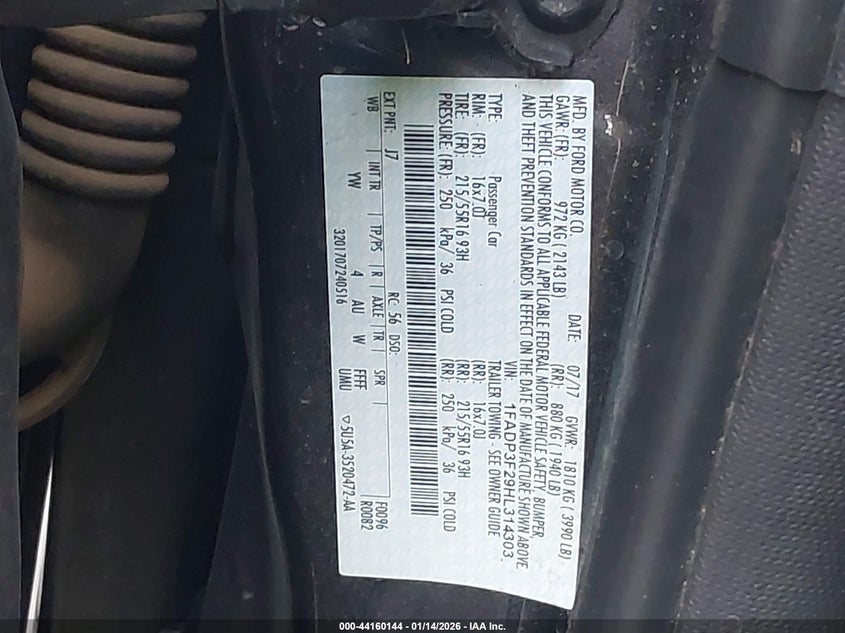 MFD. BY FORD MOTOR CO.
DATE: 07/17 GVWR: 1810 KG ( 3990 LB)
GAWR: (FR): 972 KG ( 2143 LB) (RR): 880 KG ( 1940 LB)
THIS VEHICLE CONFORMS TO ALL APPLICABLE FEDERAL MOTOR VEHICLE SAFETY, BUMPER
AND THEFT PREVENTION STANDARDS IN EFFECT ON THE DATE OF MANUFACTURE SHOWN ABOVE.
VIN: 1FADP3F29HL314303
TYPE: Passenger Car TRAILER TOWING - SEE OWNER GUIDE
RIM: (FR): 16x7.0J (RR): 16x7.0J
TIRE: (FR): 215/55R16 93H (RR): 215/55R16 93H
PRESSURE: (FR): 250 kPa/ 36 PSI COLD (RR): 250 kPa/ 36 PSI COLD
EXT PNT: J7 RC: 56 DSO: F0096
WB INT TR TP/PS R AXLE TR SPR R0082
YW 4 AU W FFFF
3201707240516 UMU ▽5U5A-3520472-AA
000-44160144 - 01/14/2026 - IAA Inc.